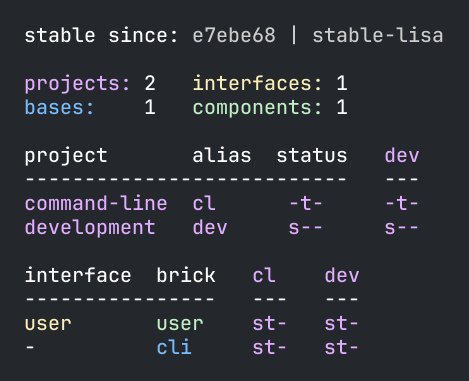 stable since: e7ebe68 | stable-lisa
projects: 2   interfaces: 1
bases:    1   components: 1
project       alias  status   dev
---------------------------   ---
command-line  cl      -t-     -t-
development   dev     s--     s--
interface  brick   cl   dev
----------------   ---   ---
user       user    st-   st-
-          cli     st-   st-